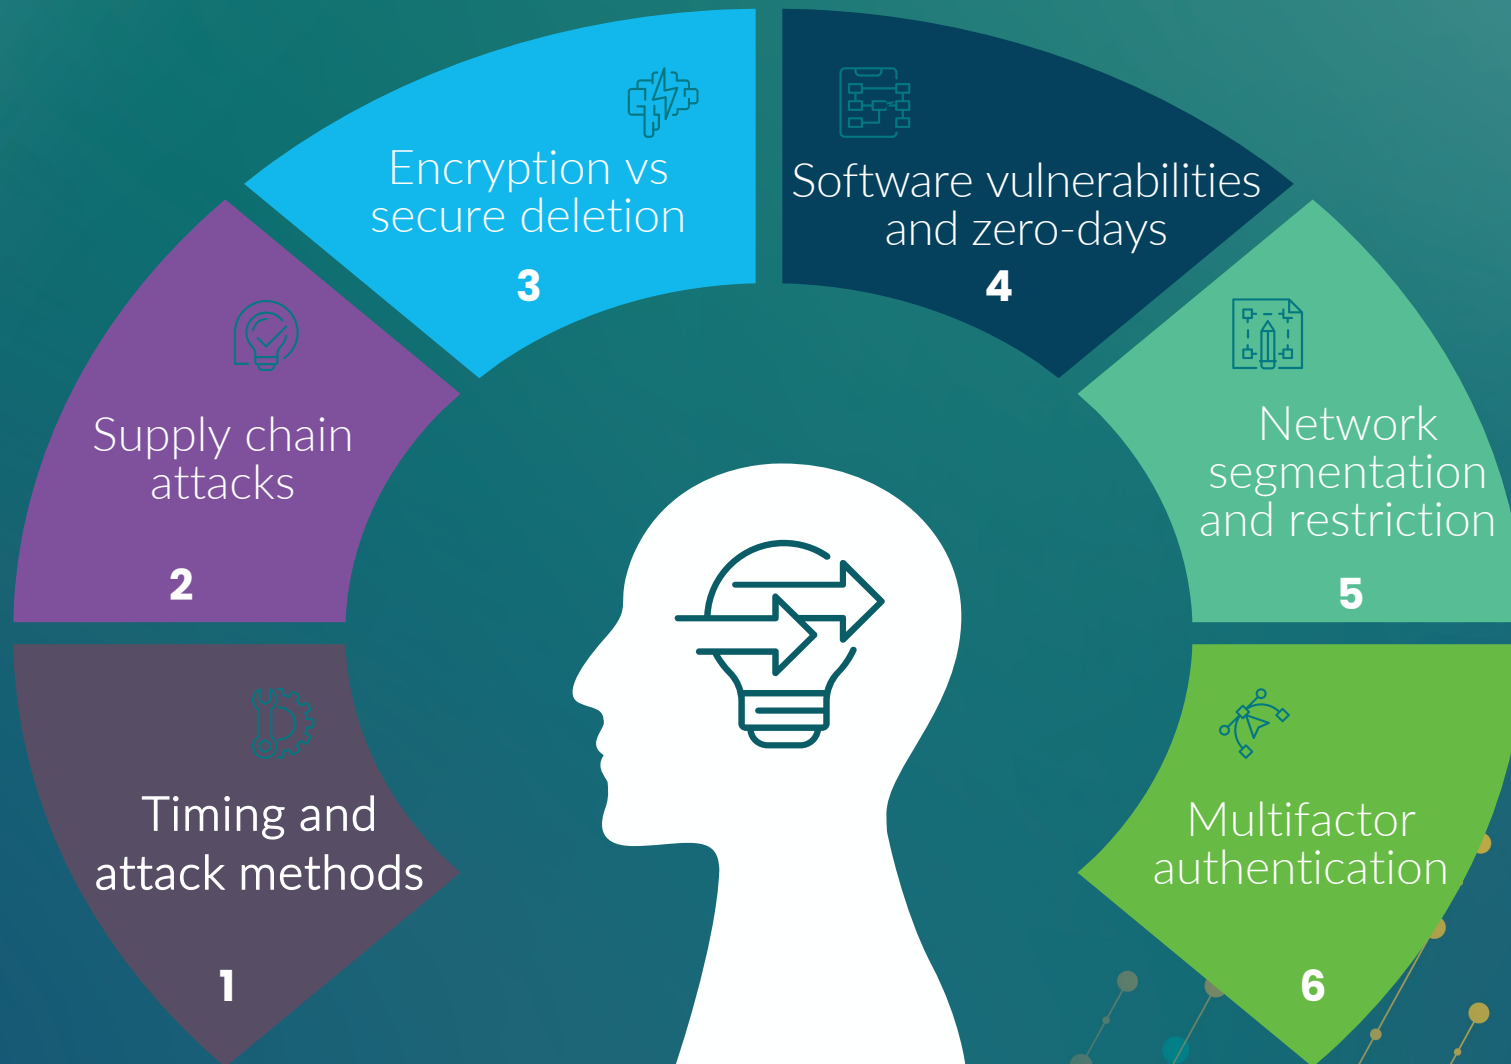 Timing and
attack methods
1
Supply chain
attacks
2
Encryption vs
secure deletion
3
Software vulnerabilities
and zero-days
4
Network
segmentation
and restriction
5
Multifactor
authentication
6